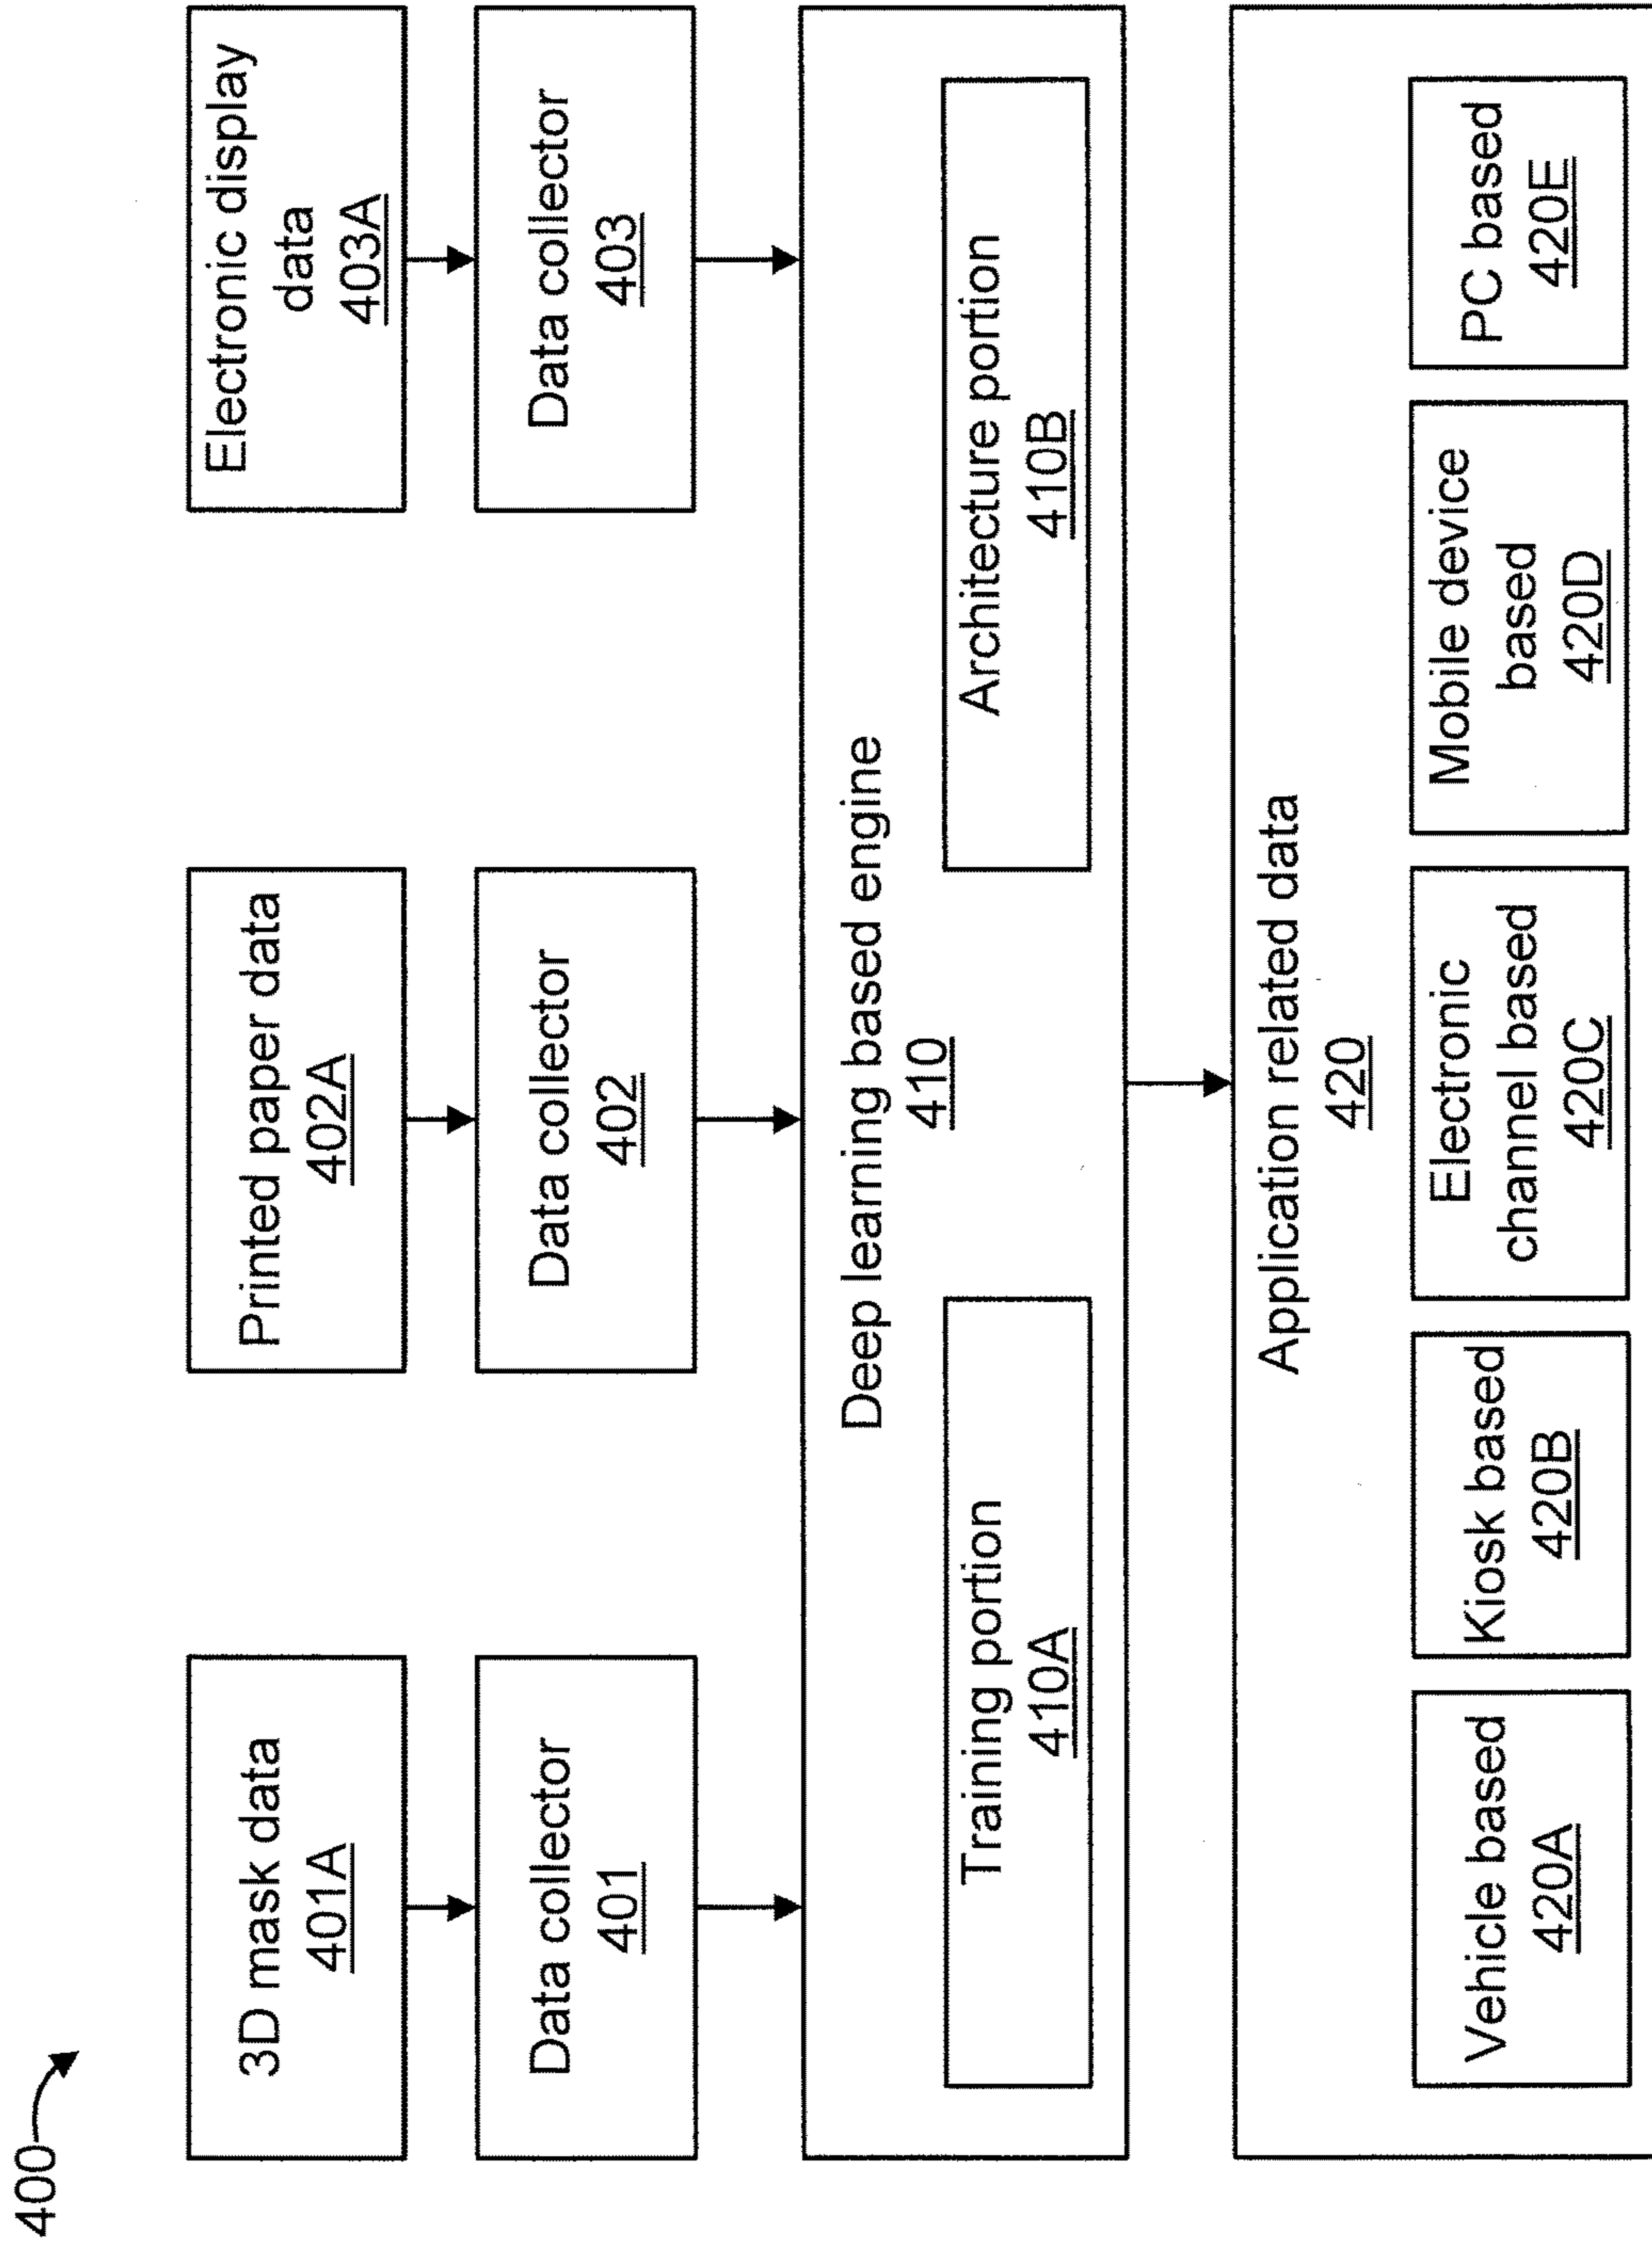 400
3D mask data
401A
Printed paper data
402A
Electronic display
data
403A
Data collector
401
Data collector
402
Data collector
403
Deep learning based engine
410
Training portion
410A
Architecture portion
410B
Application related data
420
Vehicle based
420A
Kiosk based
420B
Electronic
channel based
420C
Mobile device
based
420D
PC based
420E